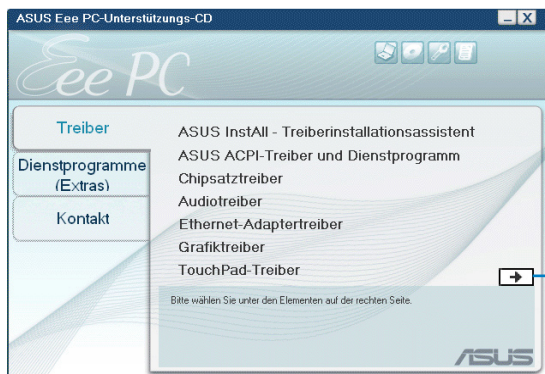 ASUS Eee PC-Unterstützungs-CD
Eee PC
Treiber
Dienstprogramme
(Extras)
Kontakt
ASUS InstAll - Treiberinstallationsassistent
ASUS ACPI-Treiber und Dienstprogramm
Chipsatztreiber
Audiotreiber
Ethernet-Adaptertreiber
Grafiktreiber
TouchPad-Treiber
Bitte wählen Sie unter den Elementen auf der rechten Seite.
ASUS